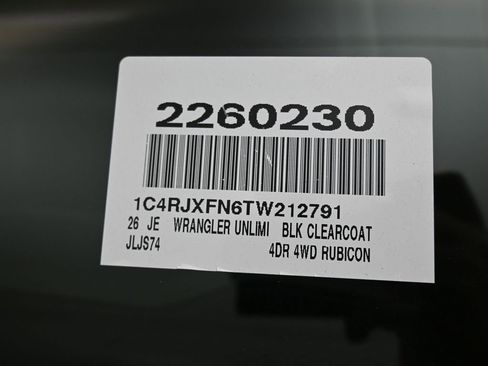 2260230
1C4RJXFN6TW212791
26 JE WRANGLER UNLIMI BLK CLEARCOAT
JLJS74 4DR 4WD RUBICON